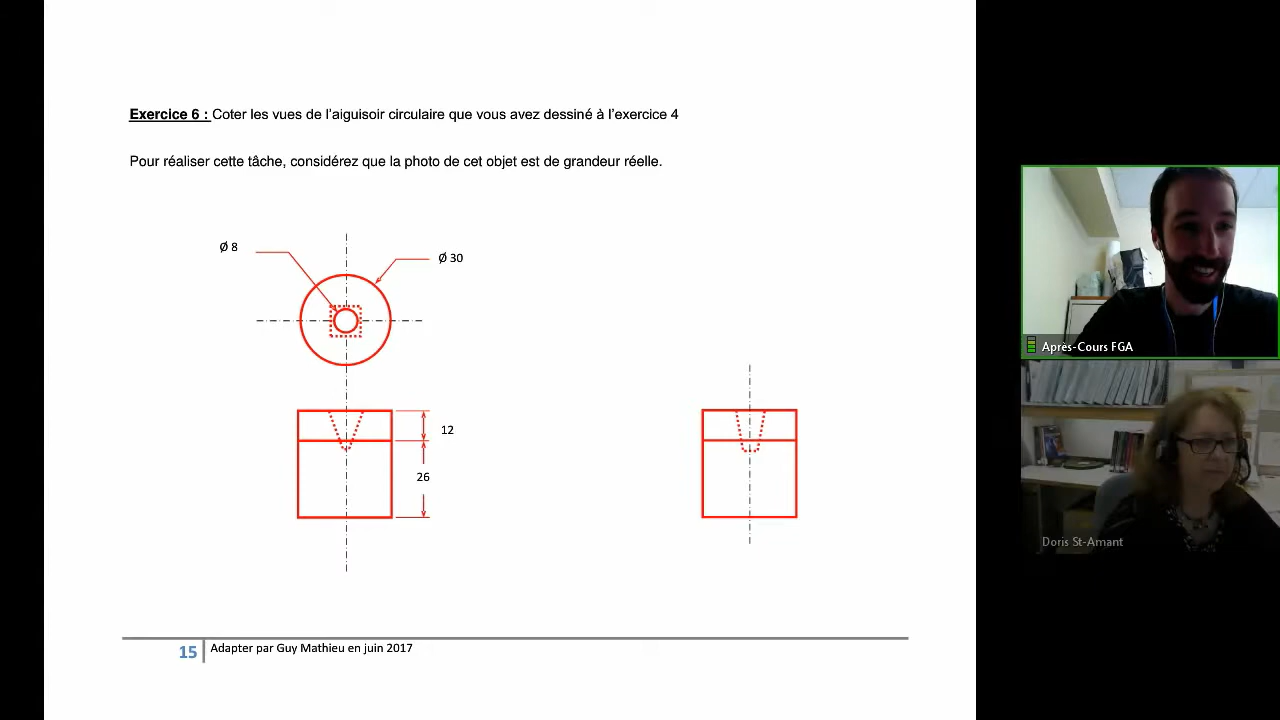 Exercice 6 : Coter les vues de l'aiguisoir circulaire que vous avez dessiné à l'exercice 4
Pour réaliser cette tâche, considérez que la photo de cet objet est de grandeur réelle.
Ø 8
Ø 30
12
26
15 Adapter par Guy Mathieu en juin 2017
Après-Cours FGA
Doris St-Amant